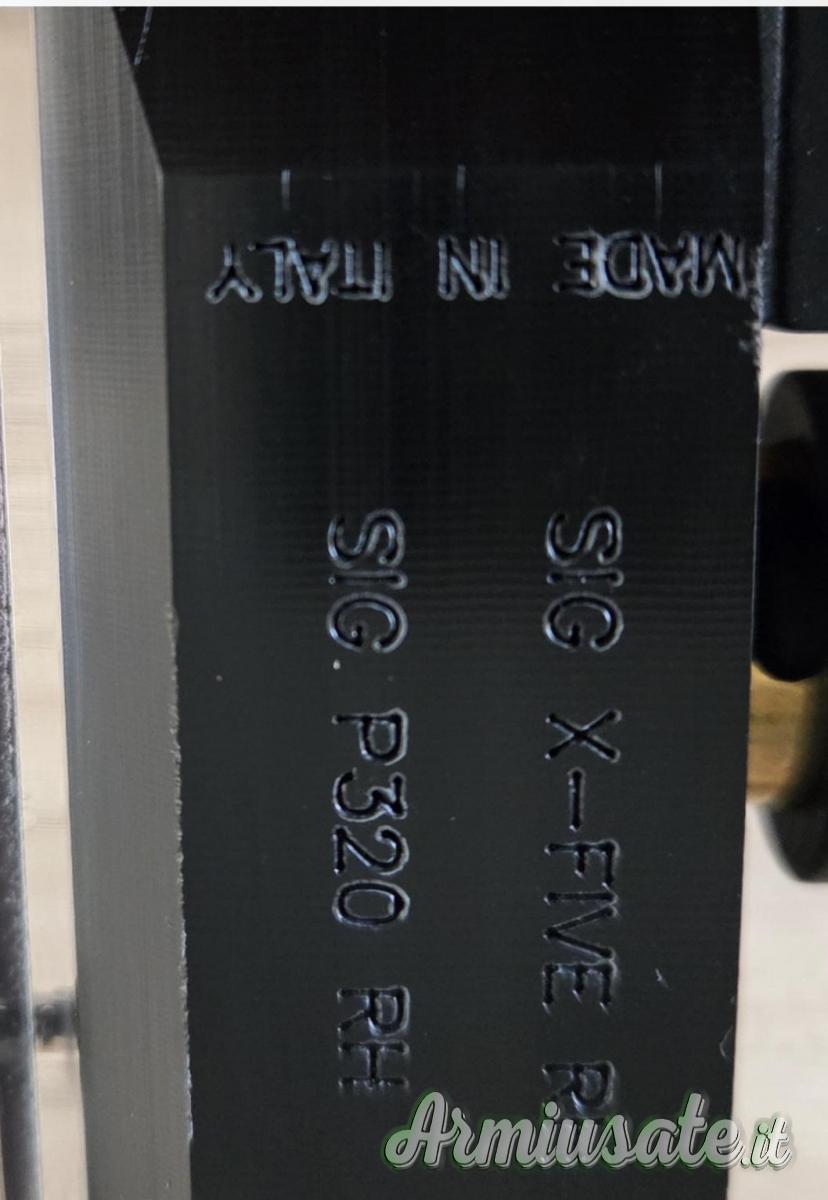 MADE IN ITALY
SIG X-FIVE R
SIG P320 RH
Armiusate.it